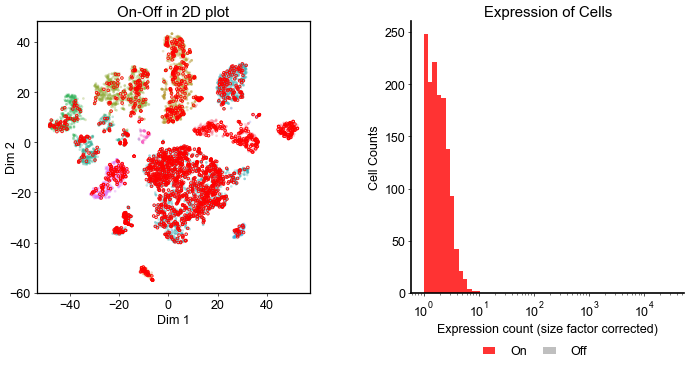 On-Off in 2D plot
Dim 2
40
20
0
−20
−40
−60
−40
−20
0
20
40
Dim 1
Expression of Cells
Cell Counts
250
200
150
100
50
0
10^0
10^1
10^2
10^3
10^4
Expression count (size factor corrected)
On
Off